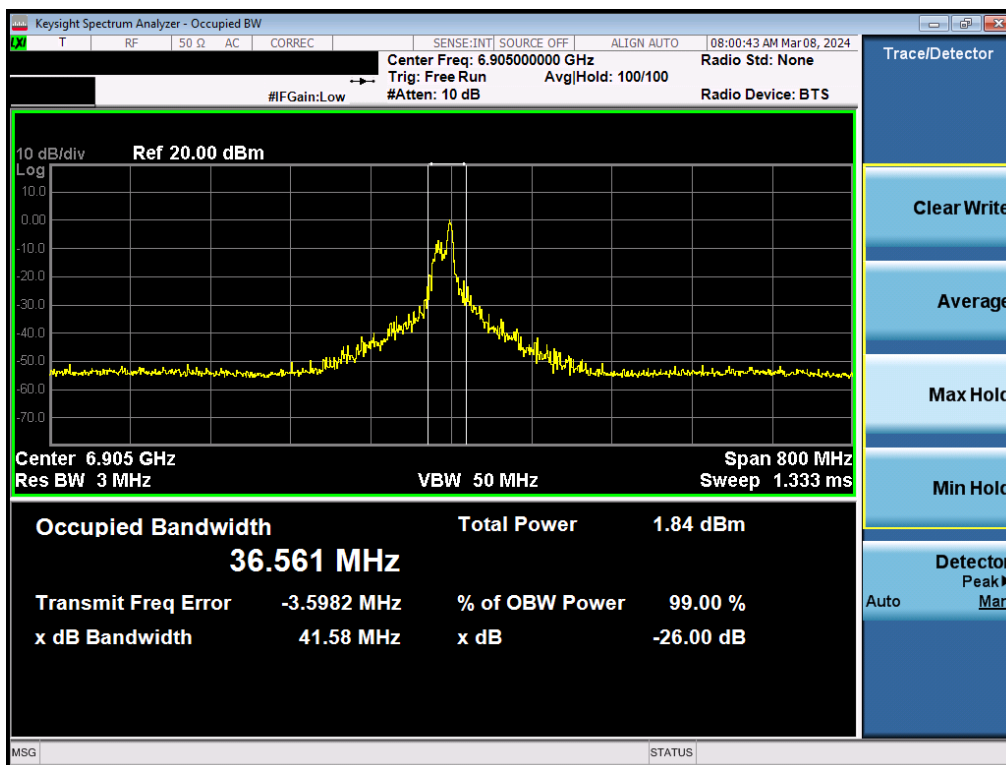 Keysight Spectrum Analyzer - Occupied BW
LXI T RF 50 Ω AC CORREC SENSE:INT SOURCE OFF ALIGN AUTO 08:00:43 AM Mar 08, 2024
Center Freq: 6.905000000 GHz Radio Std: None
Trig: Free Run Avg|Hold: 100/100
#IFGain:Low #Atten: 10 dB Radio Device: BTS
10 dB/div Ref 20.00 dBm
Log
10.0
0.00
-10.0
-20.0
-30.0
-40.0
-50.0
-60.0
-70.0
Center 6.905 GHz Span 800 MHz
Res BW 3 MHz VBW 50 MHz Sweep 1.333 ms
Occupied Bandwidth Total Power 1.84 dBm
36.561 MHz
Transmit Freq Error -3.5982 MHz % of OBW Power 99.00 %
x dB Bandwidth 41.58 MHz x dB -26.00 dB
MSG STATUS
Trace/Detector
Clear Write
Average
Max Hold
Min Hold
Detector
Peak
Auto Man